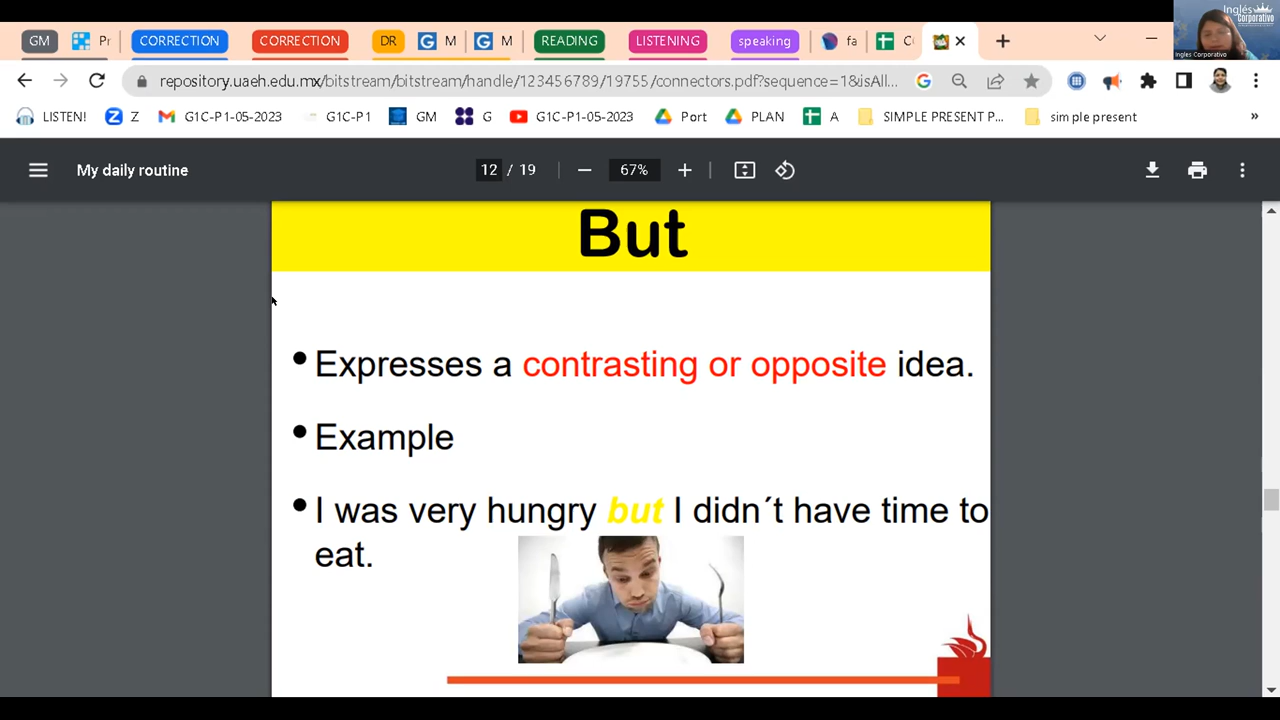 Inglés
Corporativo
Ingles Corporativo
GM
Pr
CORRECTION
CORRECTION
DR
M
M
READING
LISTENING
speaking
fa
C
repository.uaeh.edu.mx/bitstream/bitstream/handle/123456789/19755/connectors.pdf?sequence=1&isAll...
LISTEN!
Z
G1C-P1-05-2023
G1C-P1
GM
G
G1C-P1-05-2023
Port
PLAN
A
SIMPLE PRESENT P...
simple present
»
My daily routine
12 / 19
67%
But
• Expresses a contrasting or opposite idea.
• Example
• I was very hungry but I didn´t have time to
eat.